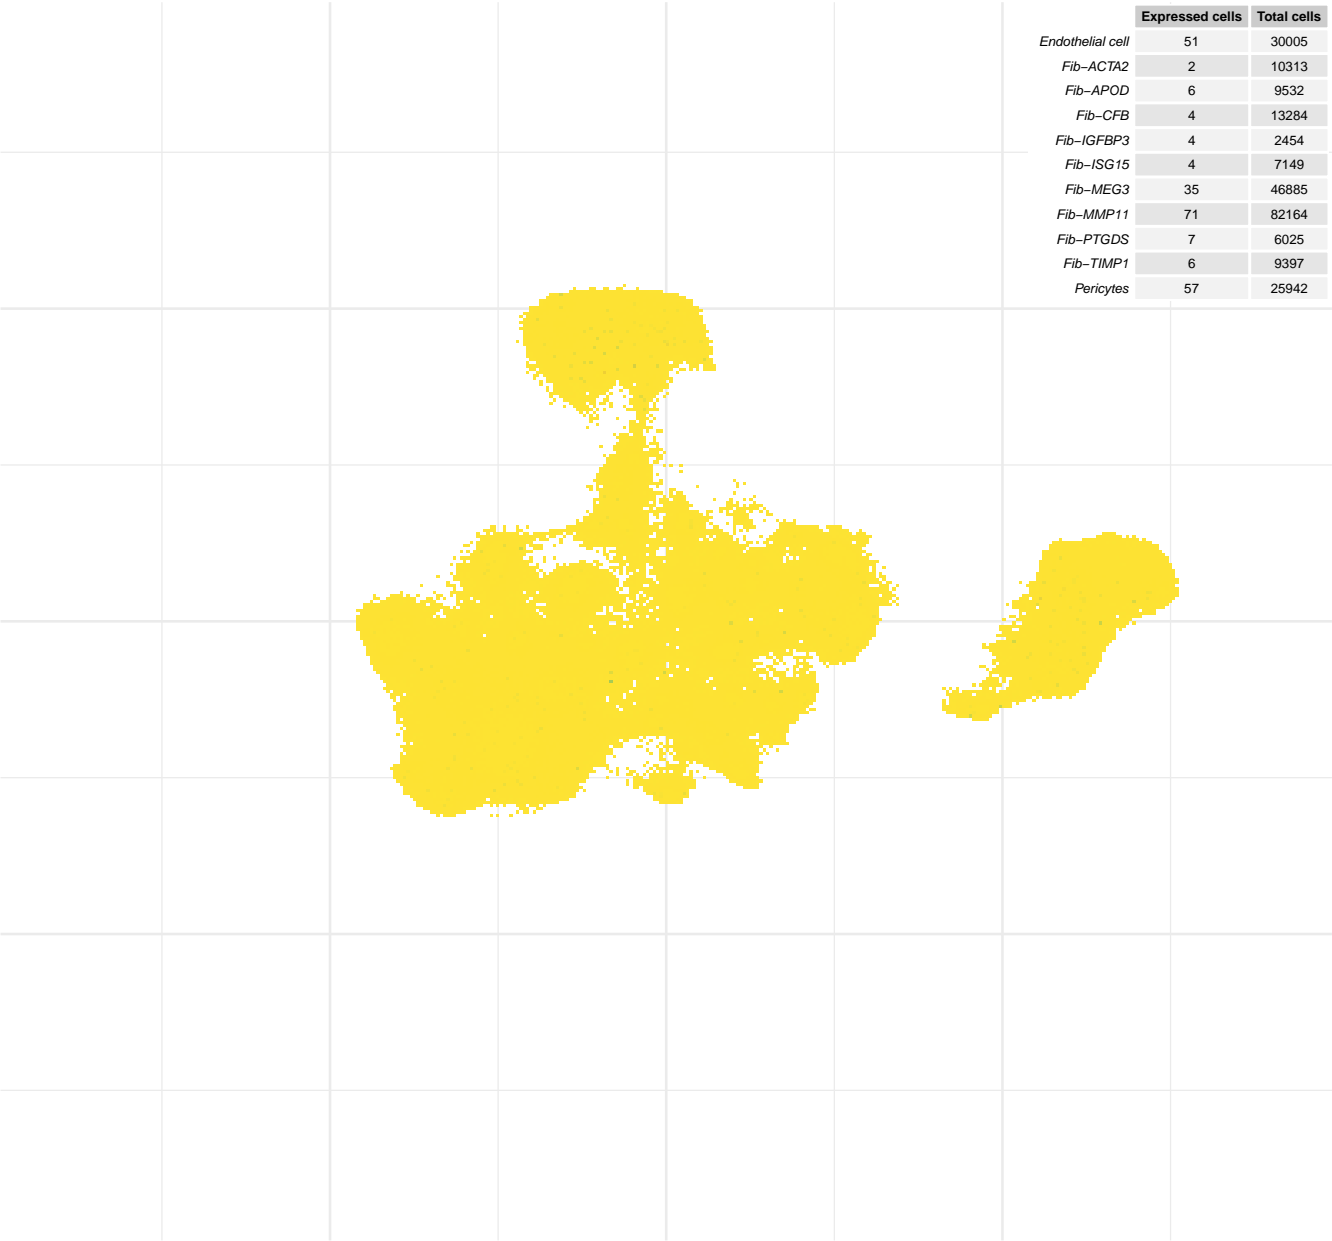 Expressed cells Total cells
Endothelial cell 51 30005
Fib−ACTA2 2 10313
Fib−APOD 6 9532
Fib−CFB 4 13284
Fib−IGFBP3 4 2454
Fib−ISG15 4 7149
Fib−MEG3 35 46885
Fib−MMP11 71 82164
Fib−PTGDS 7 6025
Fib−TIMP1 6 9397
Pericytes 57 25942